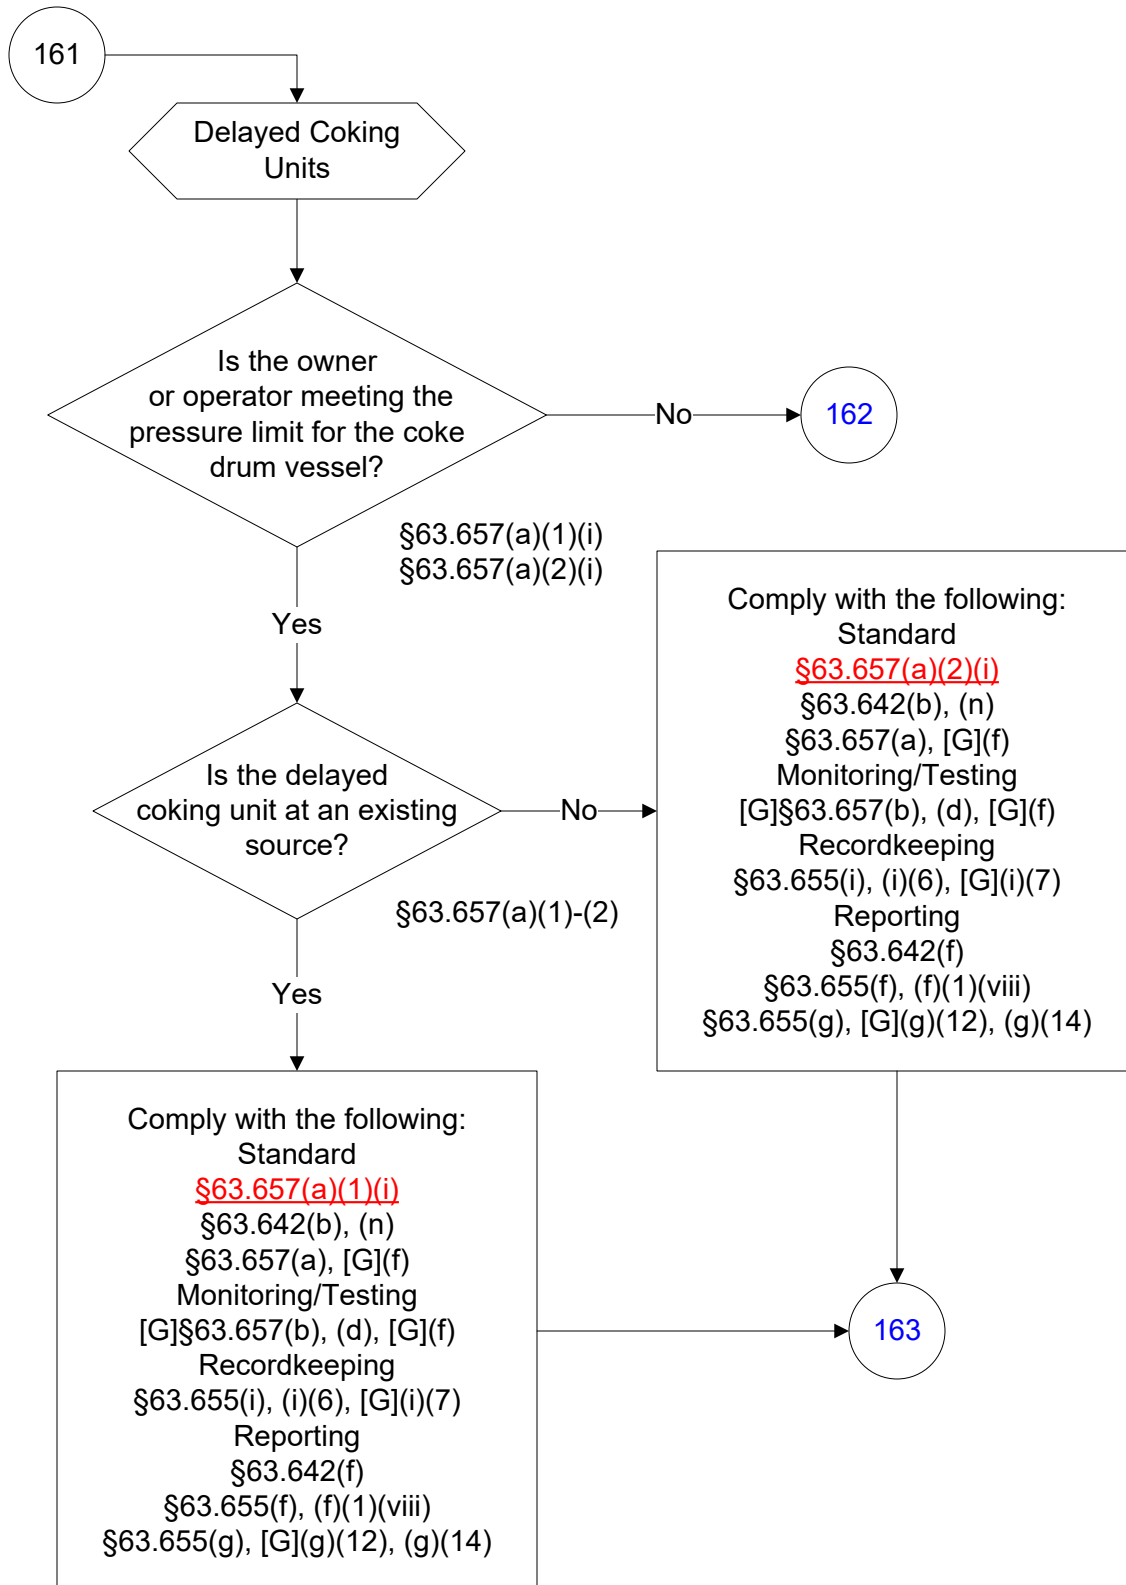 161
Delayed Coking
Units
Is the owner
or operator meeting the
pressure limit for the coke
drum vessel?
No
162
§63.657(a)(1)(i)
§63.657(a)(2)(i)
Yes
Is the delayed
coking unit at an existing
source?
No
§63.657(a)(1)-(2)
Yes
Comply with the following:
Standard
§63.657(a)(2)(i)
§63.642(b), (n)
§63.657(a), [G](f)
Monitoring/Testing
[G]§63.657(b), (d), [G](f)
Recordkeeping
§63.655(i), (i)(6), [G](i)(7)
Reporting
§63.642(f)
§63.655(f), (f)(1)(viii)
§63.655(g), [G](g)(12), (g)(14)
Comply with the following:
Standard
§63.657(a)(1)(i)
§63.642(b), (n)
§63.657(a), [G](f)
Monitoring/Testing
[G]§63.657(b), (d), [G](f)
Recordkeeping
§63.655(i), (i)(6), [G](i)(7)
Reporting
§63.642(f)
§63.655(f), (f)(1)(viii)
§63.655(g), [G](g)(12), (g)(14)
163